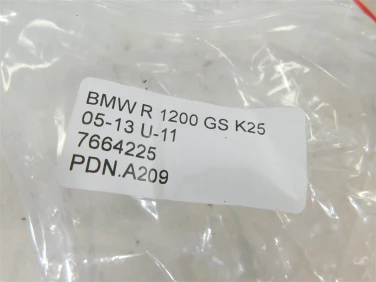 BMW R 1200 GS K25
05-13 U-11
7664225
PDN.A209